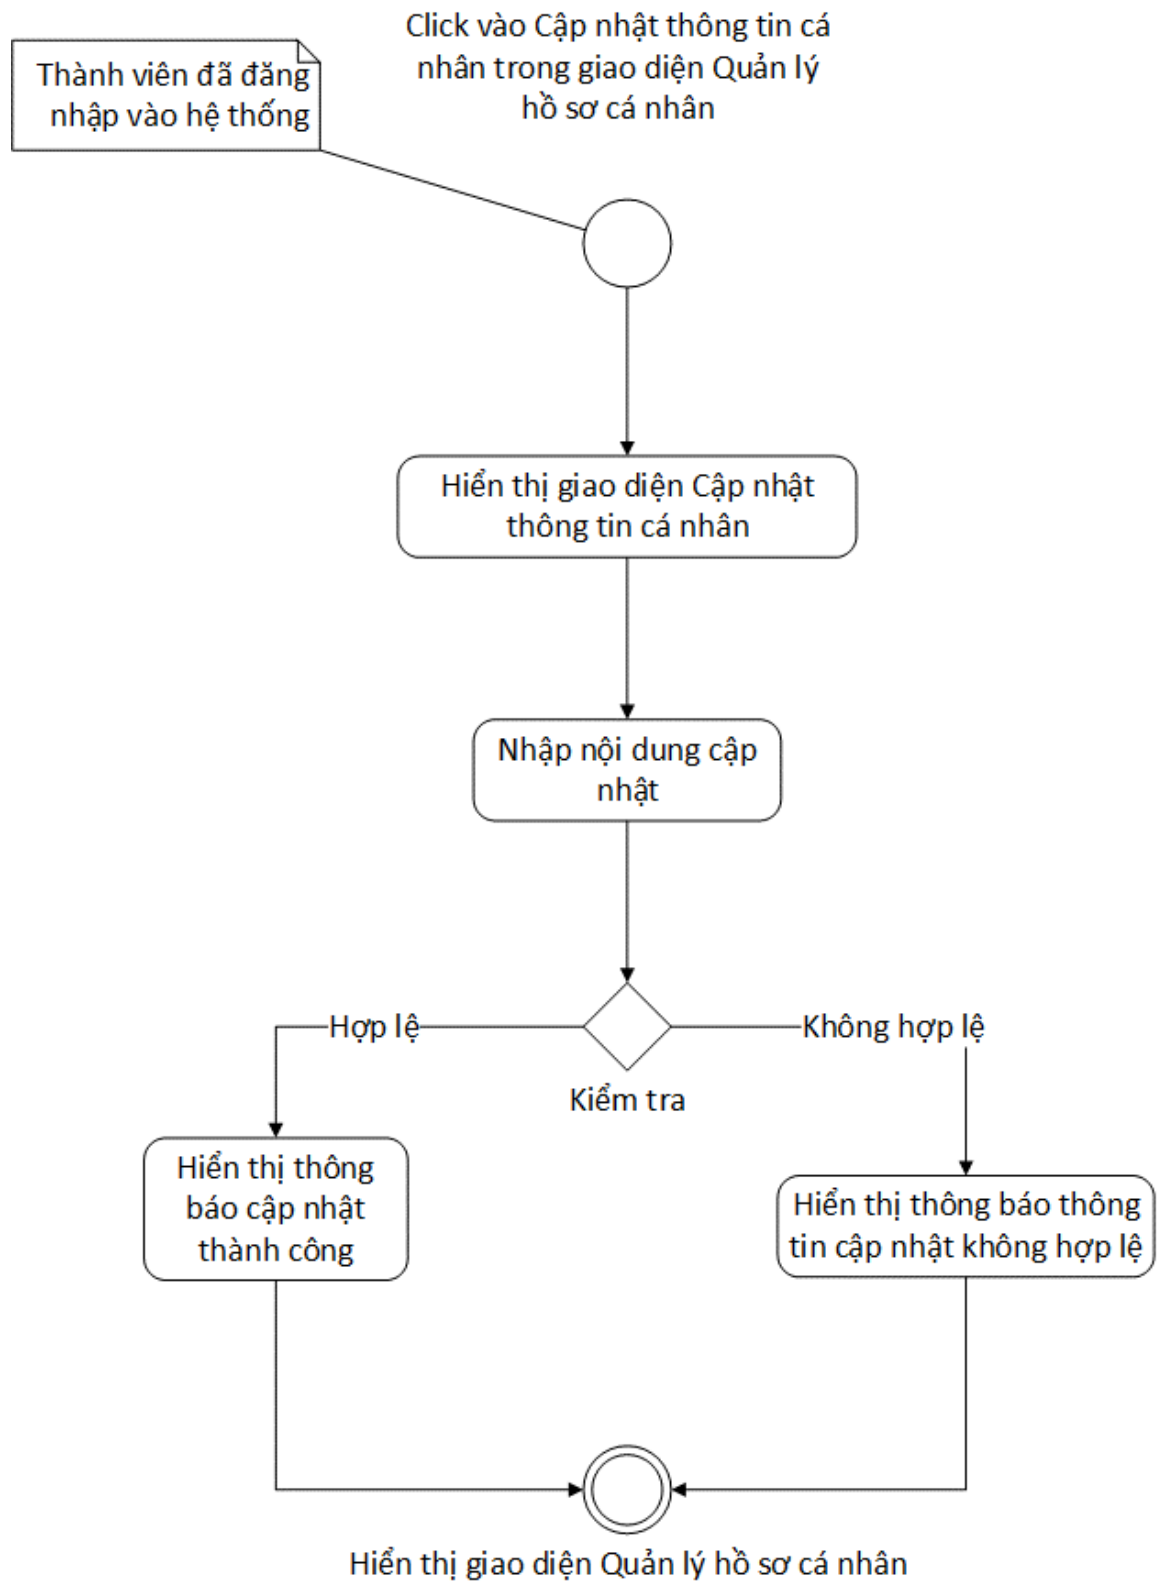 Click vào Cập nhật thông tin cá
nhân trong giao diện Quản lý
hồ sơ cá nhân
Thành viên đã đăng
nhập vào hệ thống
Hiển thị giao diện Cập nhật
thông tin cá nhân
Nhập nội dung cập
nhật
Hợp lệ
Không hợp lệ
Kiểm tra
Hiển thị thông
báo cập nhật
thành công
Hiển thị thông báo thông
tin cập nhật không hợp lệ
Hiển thị giao diện Quản lý hồ sơ cá nhân